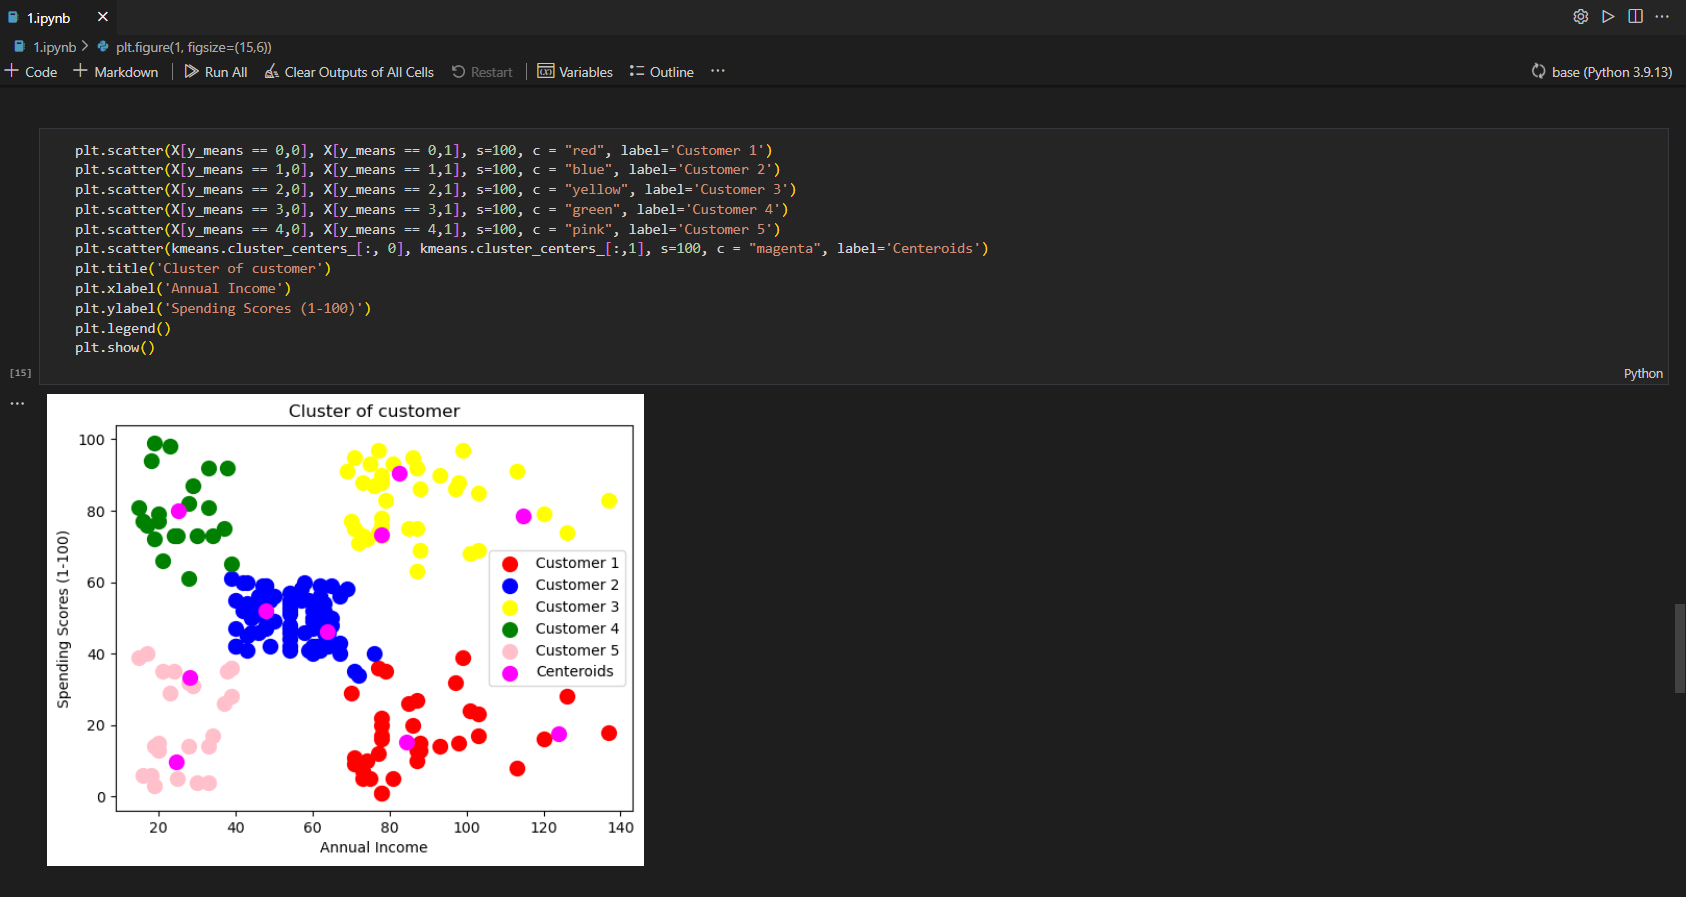 1.ipynb
1.ipynb > plt.figure(1, figsize=(15,6))
+ Code + Markdown Run All Clear Outputs of All Cells Restart Variables Outline ... base (Python 3.9.13)
plt.scatter(X[y_means == 0,0], X[y_means == 0,1], s=100, c = "red", label='Customer 1')
plt.scatter(X[y_means == 1,0], X[y_means == 1,1], s=100, c = "blue", label='Customer 2')
plt.scatter(X[y_means == 2,0], X[y_means == 2,1], s=100, c = "yellow", label='Customer 3')
plt.scatter(X[y_means == 3,0], X[y_means == 3,1], s=100, c = "green", label='Customer 4')
plt.scatter(X[y_means == 4,0], X[y_means == 4,1], s=100, c = "pink", label='Customer 5')
plt.scatter(kmeans.cluster_centers_[:, 0], kmeans.cluster_centers_[:,1], s=100, c = "magenta", label='Centeroids')
plt.title('Cluster of customer')
plt.xlabel('Annual Income')
plt.ylabel('Spending Scores (1-100)')
plt.legend()
plt.show()
[15]
Python
Cluster of customer
100
80
60
40
20
0
Spending Scores (1-100)
Customer 1
Customer 2
Customer 3
Customer 4
Customer 5
Centeroids
20 40 60 80 100 120 140
Annual Income